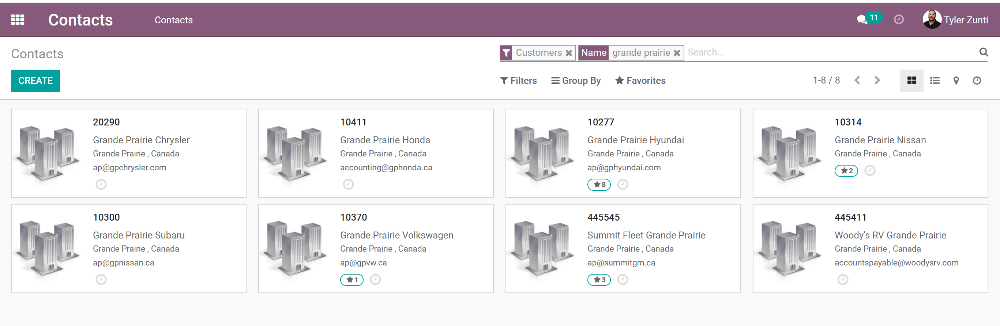 Contacts
Contacts
11
Tyler Zunti
Contacts
Customers
Name grande prairie
Search...
CREATE
Filters
Group By
Favorites
1-8 / 8
20290
Grande Prairie Chrysler
Grande Prairie , Canada
ap@gpchrysler.com
10411
Grande Prairie Honda
Grande Prairie , Canada
accounting@gphonda.ca
10277
Grande Prairie Hyundai
Grande Prairie , Canada
ap@gphyundai.com
8
10314
Grande Prairie Nissan
Grande Prairie , Canada
2
10300
Grande Prairie Subaru
Grande Prairie , Canada
ap@gpnissan.ca
10370
Grande Prairie Volkswagen
Grande Prairie , Canada
ap@gpvw.ca
1
445545
Summit Fleet Grande Prairie
Grande Prairie , Canada
ap@summitgm.ca
3
445411
Woody's RV Grande Prairie
Grande Prairie , Canada
accountspayable@woodysrv.com